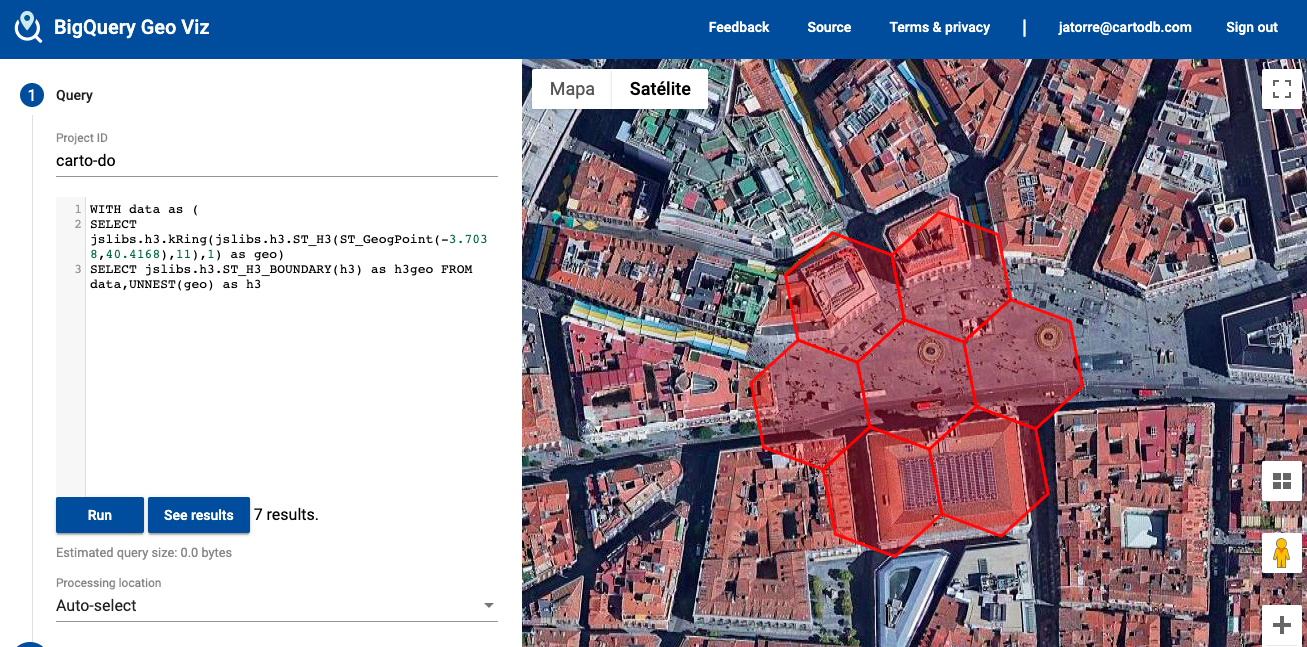 BigQuery Geo Viz
Feedback
Source
Terms & privacy
|
jatorre@cartodb.com
Sign out
1
Query
Project ID
carto-do
1 WITH data as (
2 SELECT
jslibs.h3.kRing(jslibs.h3.ST_H3(ST_GeogPoint(-3.703
8,40.4168),11),1) as geo)
3 SELECT jslibs.h3.ST_H3_BOUNDARY(h3) as h3geo FROM
data,UNNEST(geo) as h3
Run
See results
7 results.
Estimated query size: 0.0 bytes
Processing location
Auto-select
Mapa
Satélite